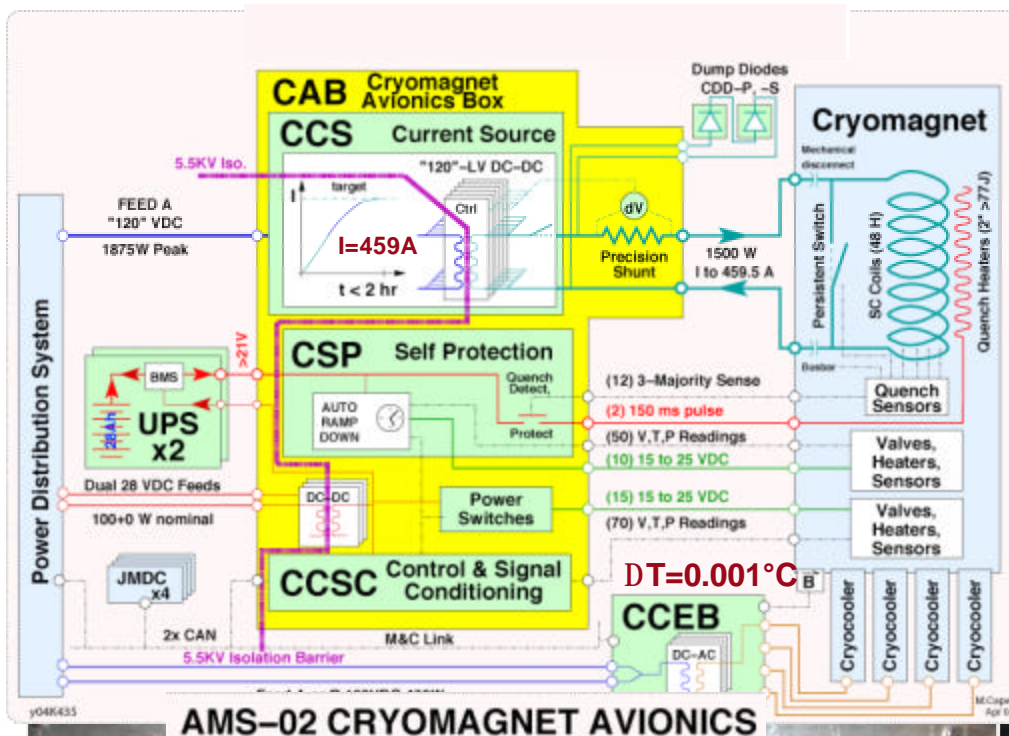 Dump Diodes
CDD–P, –S
CAB Cryomagnet
Avionics Box
CCS Current Source
Cryomagnet
Mechanical
disconnect
5.5KV Iso.
"120"–LV DC–DC
target
I
Ctrl
dV
FEED A
"120" VDC
1875W Peak
I=459A
t < 2 hr
Precision
Shunt
1500 W
I to 459.5 A
Persistent Switch
SC Coils (48 H)
Quench Heaters (2* >77J)
Power Distribution System
>21V
CSP Self Protection
Quench
Detect,
Protect
Busbar
BMS
28Ah
UPS
x2
AUTO
RAMP
DOWN
(12) 3–Majority Sense
(2) 150 ms pulse
(50) V,T,P Readings
(10) 15 to 25 VDC
(15) 15 to 25 VDC
(70) V,T,P Readings
Quench
Sensors
Valves,
Heaters,
Sensors
Valves,
Heaters,
Sensors
Dual 28 VDC Feeds
100+0 W nominal
DC–DC
Power
Switches
JMDC
x4
CCSC Control & Signal
Conditioning
DT=0.001°C
B
CCEB
DC–AC
Cryocooler
Cryocooler
Cryocooler
Cryocooler
2x CAN
M&C Link
5.5KV Isolation Barrier
y04K435
AMS–02 CRYOMAGNET AVIONICS